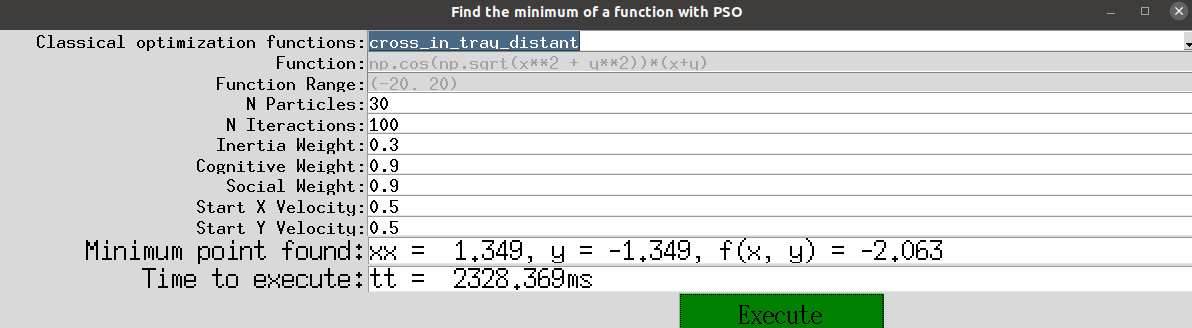 Find the minimum of a function with PSO
Classical optimization functions:cross_in_tray_distant
Function:np.cos(np.sqrt(x**2 + y**2))*(x+y)
Function Range:(-20, 20)
N Particles:30
N Iteractions:100
Inertia Weight:0.3
Cognitive Weight:0.9
Social Weight:0.9
Start X Velocity:0.5
Start Y Velocity:0.5
Minimum point found:xx =  1.349, y = -1.349, f(x, y) = -2.063
Time to execute:tt =  2328.369ms
Execute